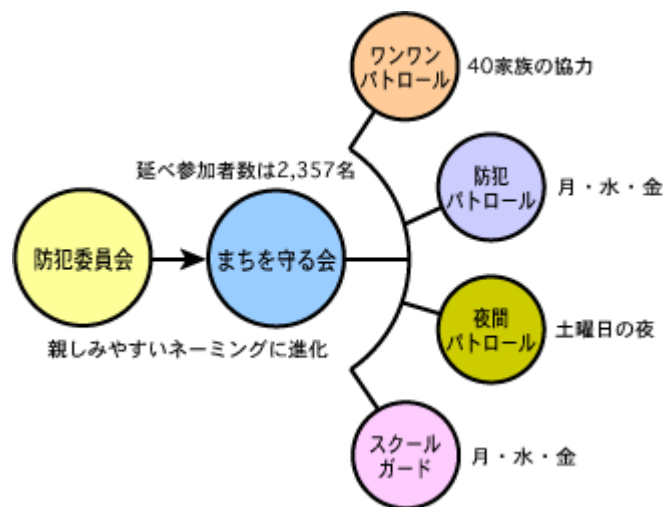 ワンワン
パトロール
40家族の協力
延べ参加者数は2,357名
防犯
パトロール
月・水・金
防犯委員会
まちを守る会
親しみやすいネーミングに進化
夜間
パトロール
土曜日の夜
スクール
ガード
月・水・金